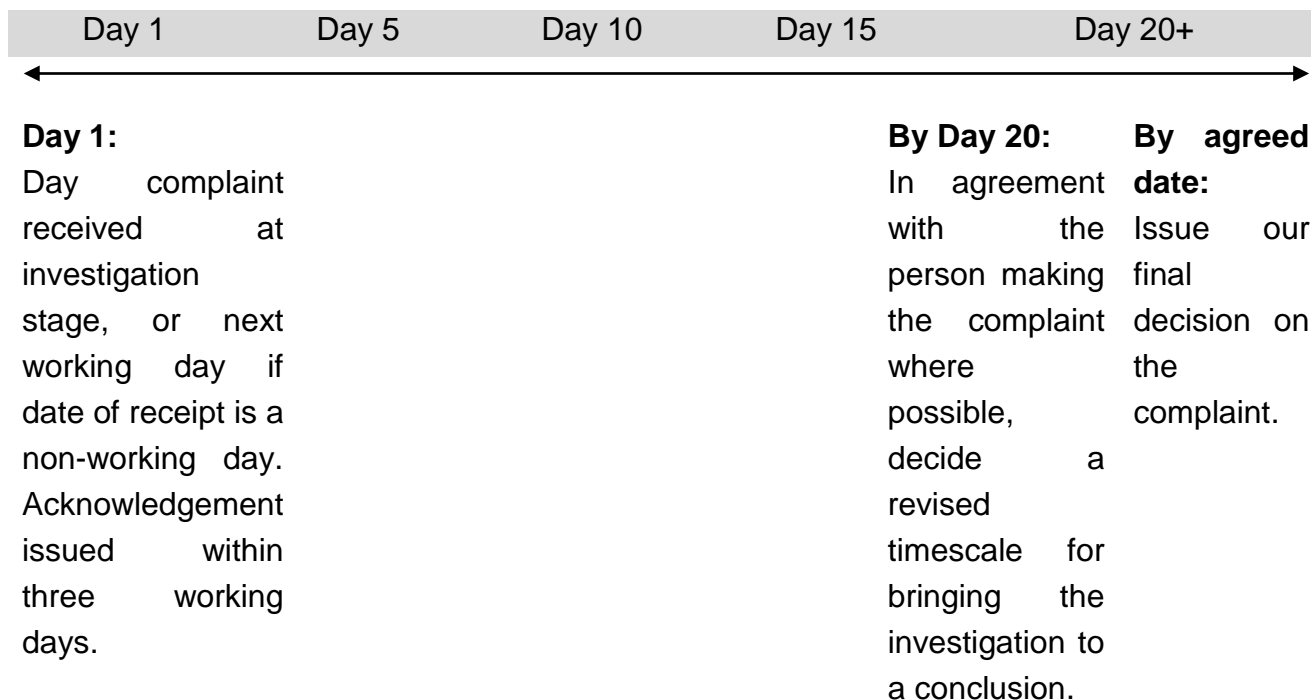 Day 1 Day 5 Day 10 Day 15 Day 20+
Day 1:
Day complaint
received at
investigation
stage, or next
working day if
date of receipt is a
non-working day.
Acknowledgement
issued within
three working
days.
By Day 20:
In agreement
with the
person making
the complaint
where
possible,
decide a
revised
timescale for
bringing the
investigation to
a conclusion.
By agreed
date:
Issue our
final
decision on
the
complaint.